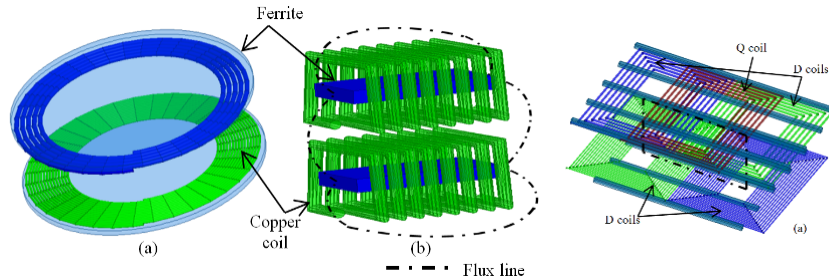 Ferrite
Q coil
D coils
Copper
coil
D coils
(a)
(b)
(a)
Flux line